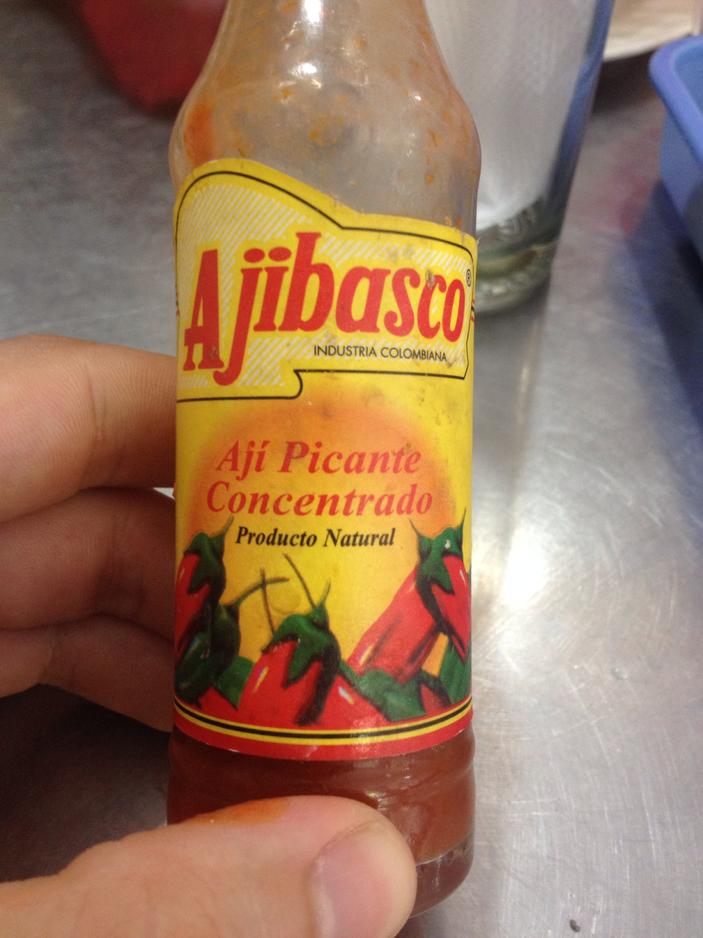 Ajibasco®
INDUSTRIA COLOMBIANA
Ají Picante
Concentrado
Producto Natural